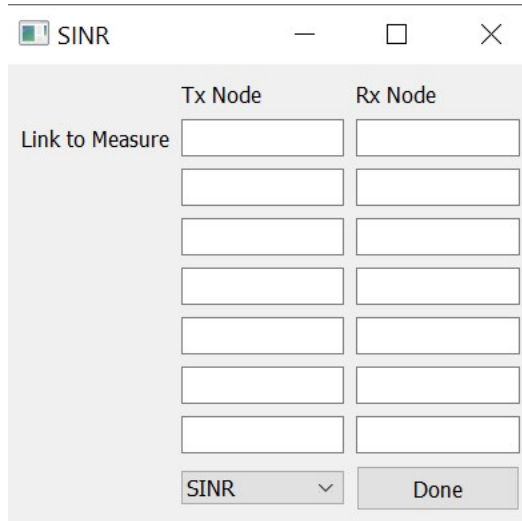 SINR
Tx Node Rx Node
Link to Measure
SINR Done